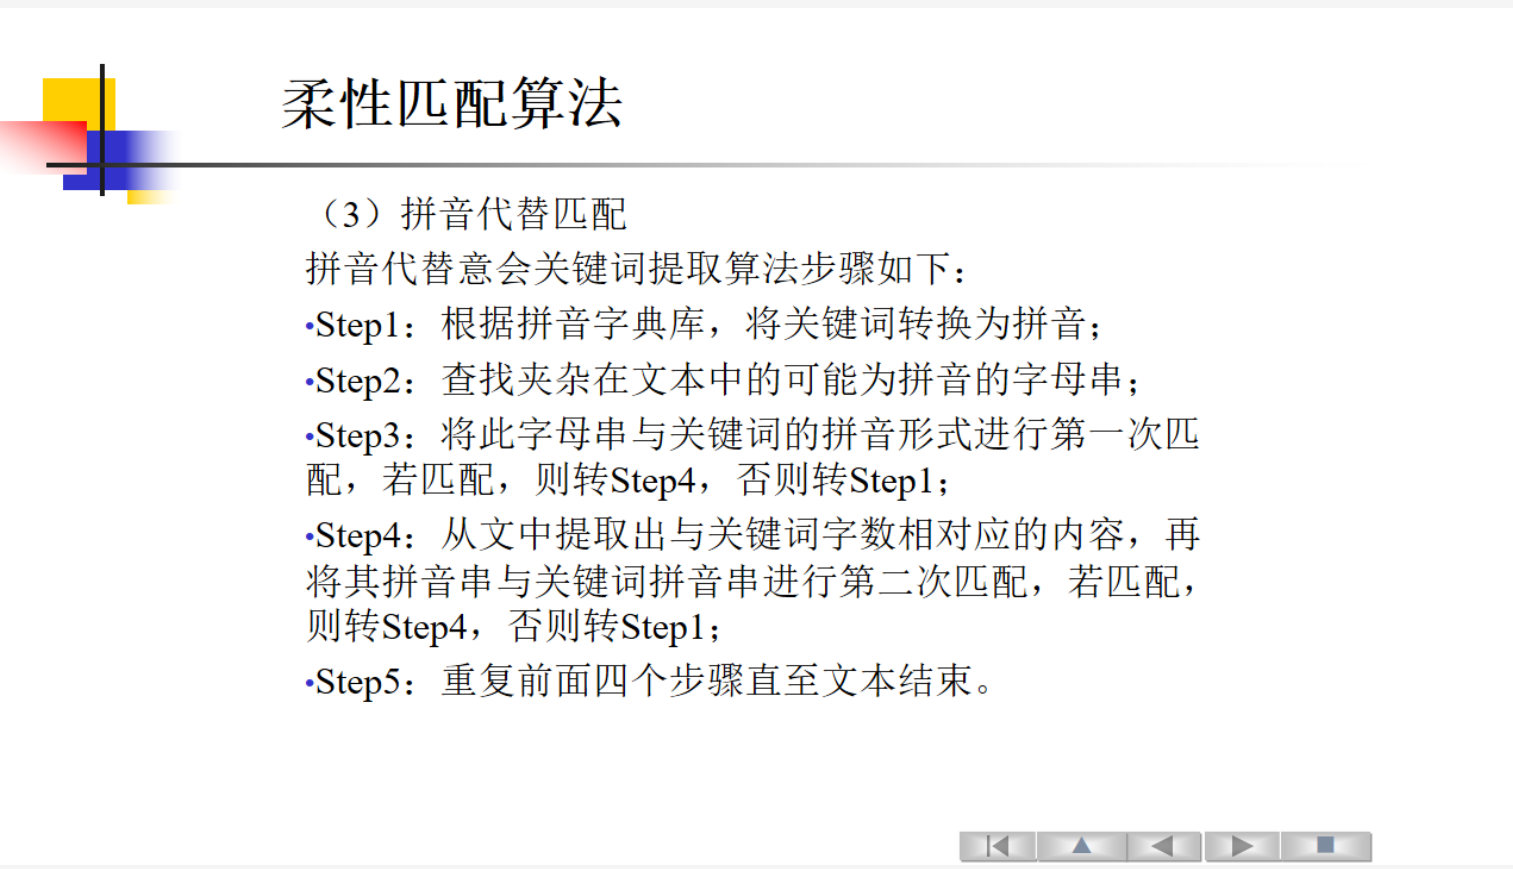 柔性匹配算法
（3）拼音代替匹配
拼音代替意会关键词提取算法步骤如下：
•Step1：根据拼音字典库，将关键词转换为拼音；
•Step2：查找夹杂在文本中的可能为拼音的字母串；
•Step3：将此字母串与关键词的拼音形式进行第一次匹
配，若匹配，则转Step4，否则转Step1；
•Step4：从文中提取出与关键词字数相对应的内容，再
将其拼音串与关键词拼音串进行第二次匹配，若匹配，
则转Step4，否则转Step1；
•Step5：重复前面四个步骤直至文本结束。